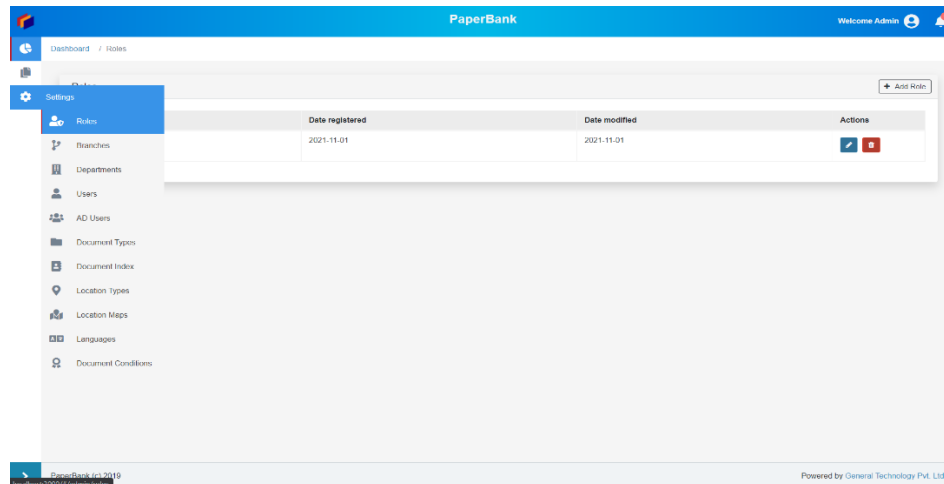 PaperBank
Welcome Admin
Dashboard / Roles
Roles
+ Add Role
Settings
Roles
Date registered
Date modified
Actions
2021-11-01
2021-11-01
Branches
Departments
Users
AD Users
Document Types
Document Index
Location Types
Location Maps
Languages
Document Conditions
PaperBank (c) 2019
Powered by General Technology Pvt. Ltd